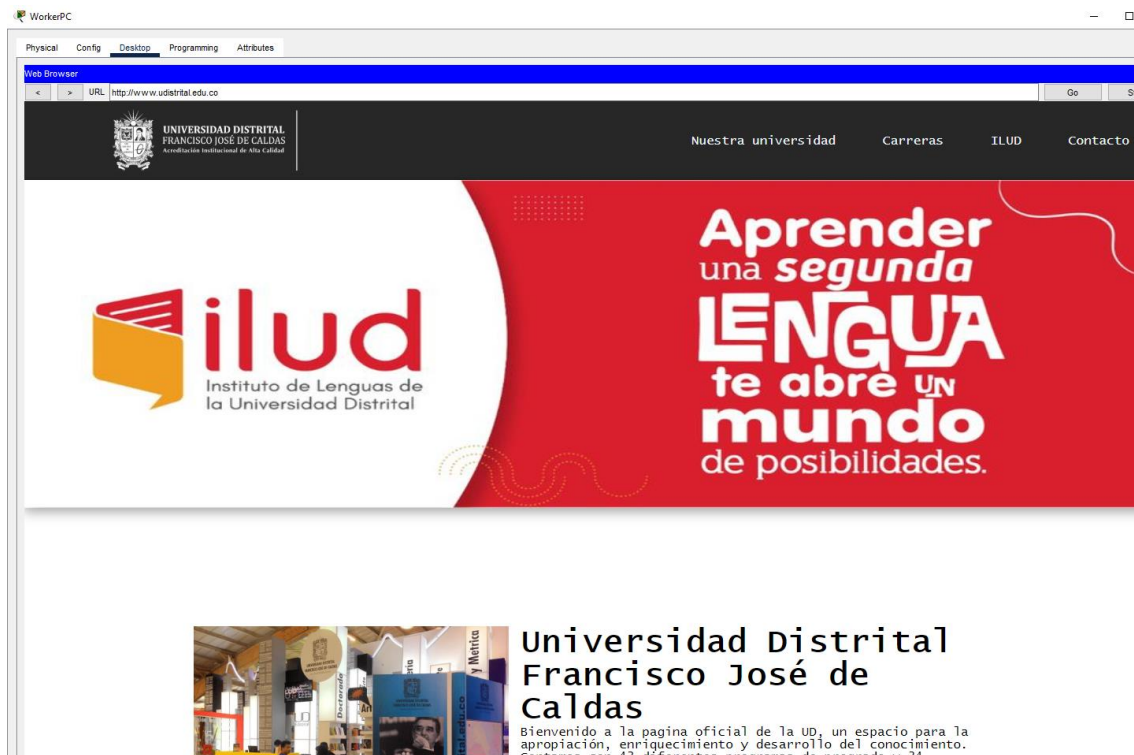 WorkerPC
Physical Config Desktop Programming Attributes
Web Browser
< > URL http://www.udistrital.edu.co Go
UNIVERSIDAD DISTRITAL
FRANCISCO JOSÉ DE CALDAS
Acreditación Institucional de Alta Calidad
Nuestra universidad Carreras ILUD Contacto
ilud
Instituto de Lenguas de
la Universidad Distrital
Aprender
una segunda
LENGUA
te abre UN
mundo
de posibilidades.
y Metrica
Doctorado
Universidad Distrital
Francisco José de
Caldas
Bienvenido a la pagina oficial de la UD, un espacio para la
apropiación, enriquecimiento y desarrollo del conocimiento.